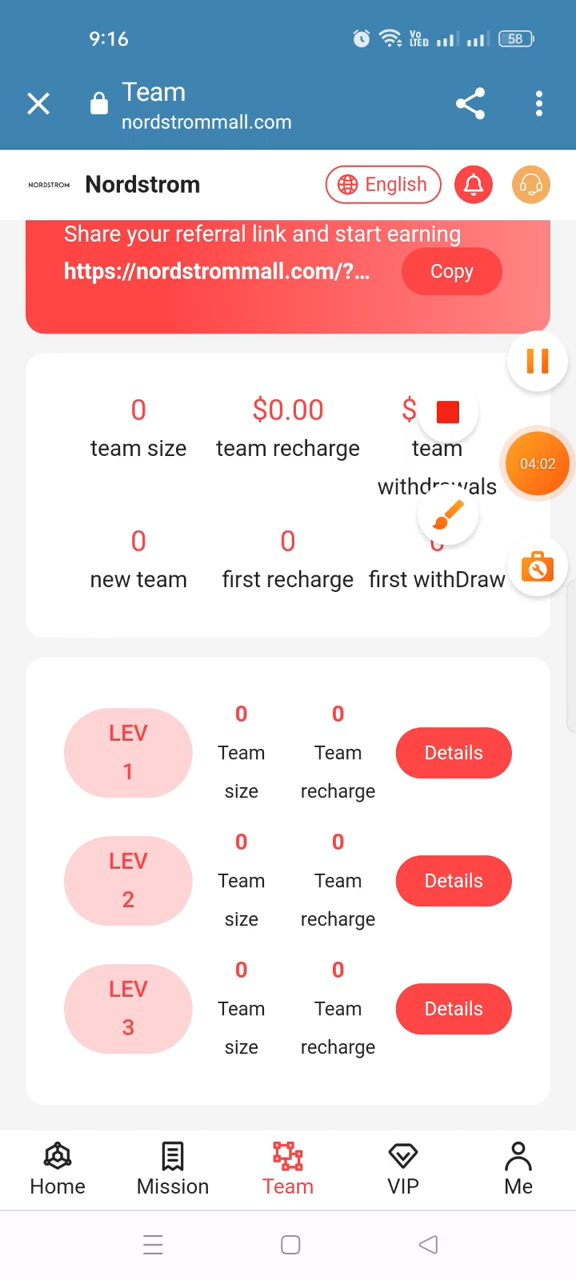 9:16
Vo LTED
58
Team
nordstrommall.com
NORDSTROM
Nordstrom
English
Share your referral link and start earning
https://nordstrommall.com/?...
Copy
0
$0.00
$
team size
team recharge
team
withdrawals
04:02
0
0
0
new team
first recharge
first withDraw
LEV
1
0
Team
size
0
Team
recharge
Details
LEV
2
0
Team
size
0
Team
recharge
Details
LEV
3
0
Team
size
0
Team
recharge
Details
Home
Mission
Team
VIP
Me